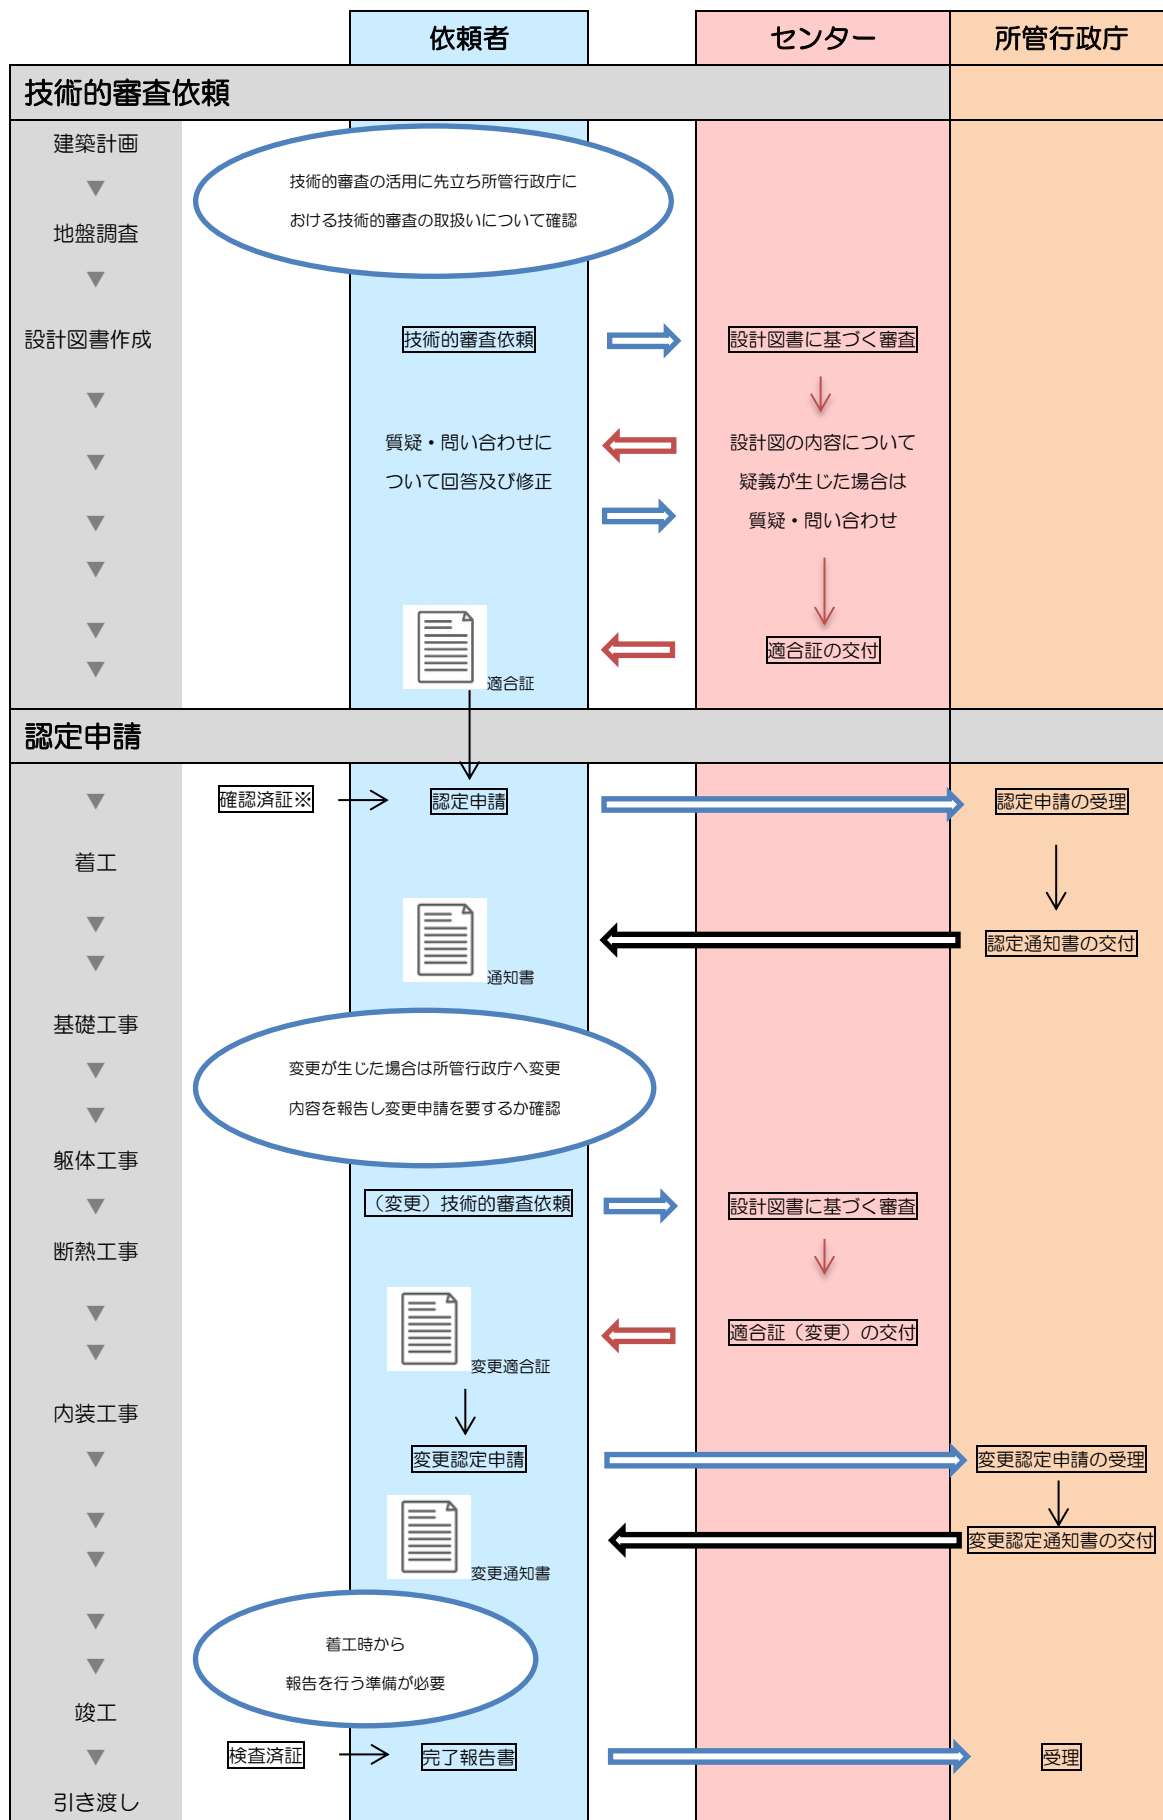 依頼者
センター
所管行政庁
技術的審査依頼
建築計画
▼
技術的審査の活用に先立ち所管行政庁に
おける技術的審査の取扱いについて確認
地盤調査
▼
設計図書作成
技術的審査依頼
設計図書に基づく審査
▼
質疑・問い合わせに
ついて回答及び修正
設計図の内容について
疑義が生じた場合は
質疑・問い合わせ
▼
▼
▼
▼
適合証の交付
▼
適合証
認定申請
▼
確認済証※
認定申請
認定申請の受理
着工
▼
認定通知書の交付
▼
通知書
基礎工事
▼
変更が生じた場合は所管行政庁へ変更
内容を報告し変更申請を要するか確認
▼
躯体工事
▼
（変更）技術的審査依頼
設計図書に基づく審査
断熱工事
▼
適合証（変更）の交付
▼
変更適合証
内装工事
▼
変更認定申請
変更認定申請の受理
▼
変更認定通知書の交付
▼
変更通知書
▼
着工時から
報告を行う準備が必要
▼
竣工
▼
検査済証
完了報告書
受理
引き渡し